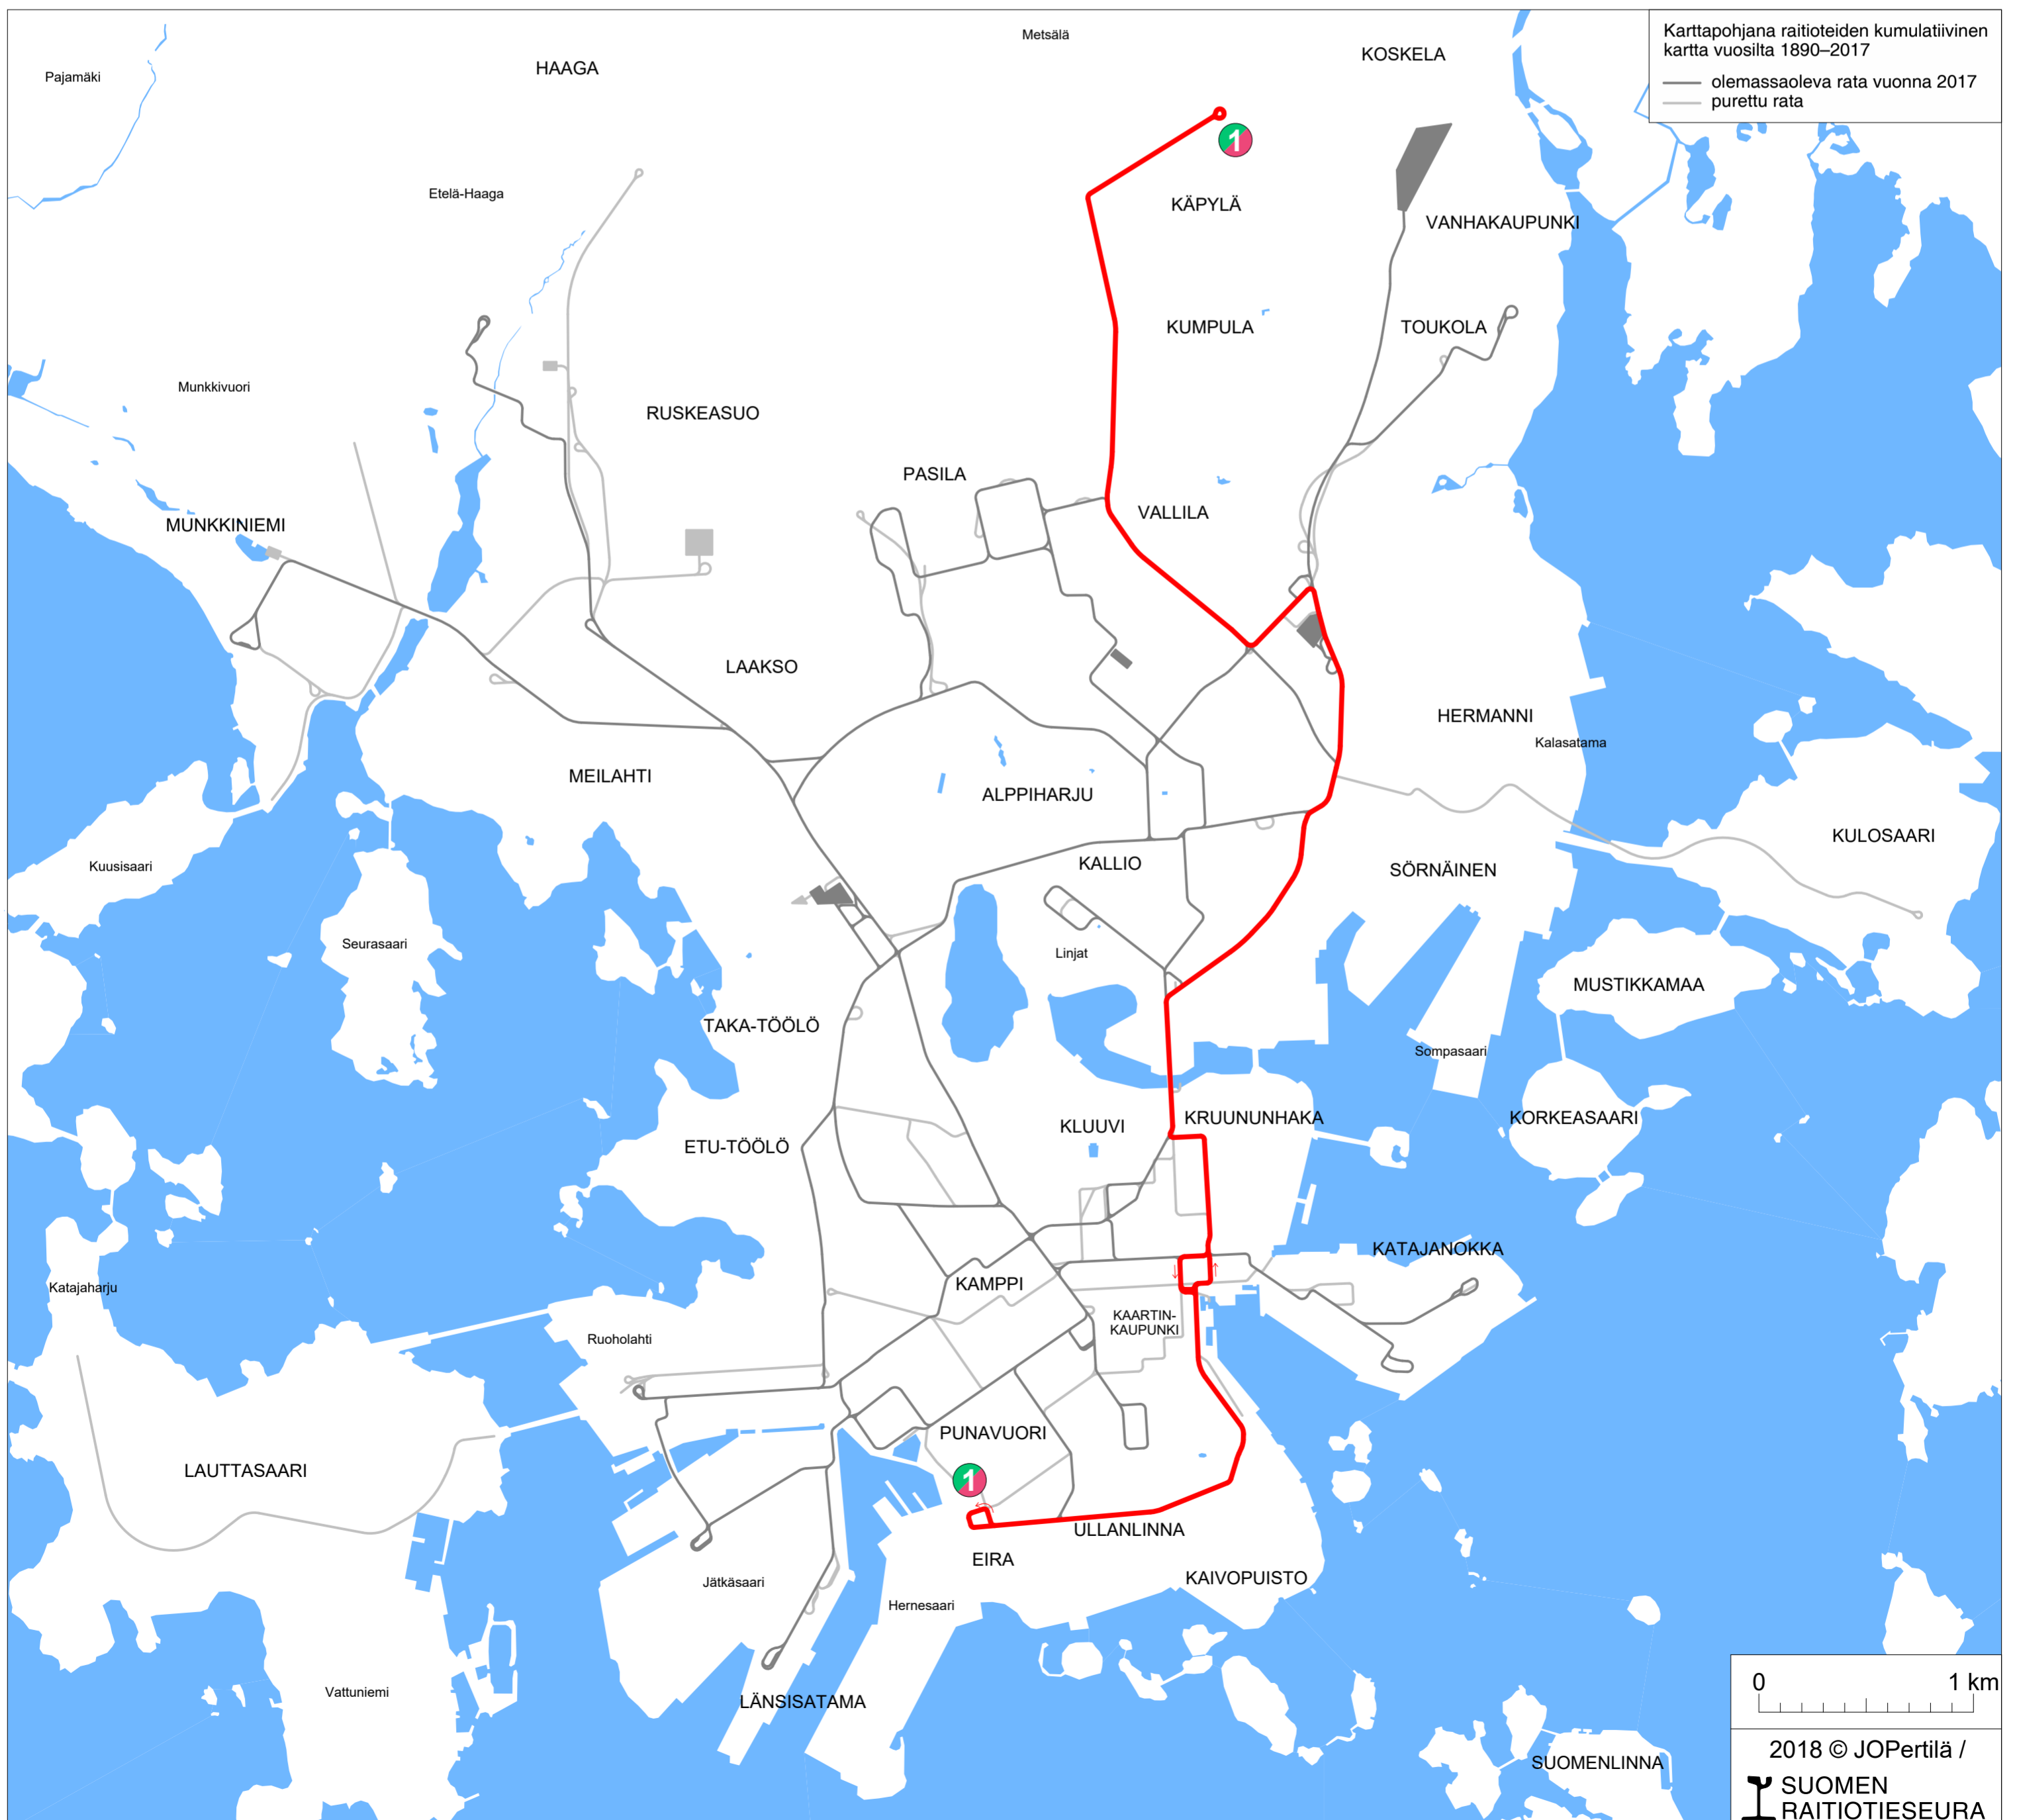 Karttapohjana raitioteiden kumulatiivinen
kartta vuosilta 1890–2017
olemassaoleva rata vuonna 2017
purettu rata
Metsälä
KOSKELA
HAAGA
Pajamäki
1
Etelä-Haaga
KÄPYLÄ
VANHAKAUPUNKI
KUMPULA
TOUKOLA
Munkkivuori
RUSKEASUO
PASILA
VALLILA
MUNKKINIEMI
LAAKSO
HERMANNI
Kalasatama
MEILAHTI
ALPPIHARJU
KULOSAARI
Kuusisaari
KALLIO
SÖRNÄINEN
Seurasaari
Linjat
MUSTIKKAMAA
TAKA-TÖÖLÖ
Sompasaari
KLUUVI
KRUUNUNHAKA
KORKEASAARI
ETU-TÖÖLÖ
KATAJANOKKA
Katajaharju
KAMPPI
KAARTIN-
KAUPUNKI
Ruoholahti
PUNAVUORI
LAUTTASAARI
1
ULLANLINNA
EIRA
KAIVOPUISTO
Jätkäsaari
Hernesaari
Vattuniemi
LÄNSISATAMA
SUOMENLINNA
0 1 km
2018 © JOPertilä /
SUOMEN
RAITIOTIESEURA